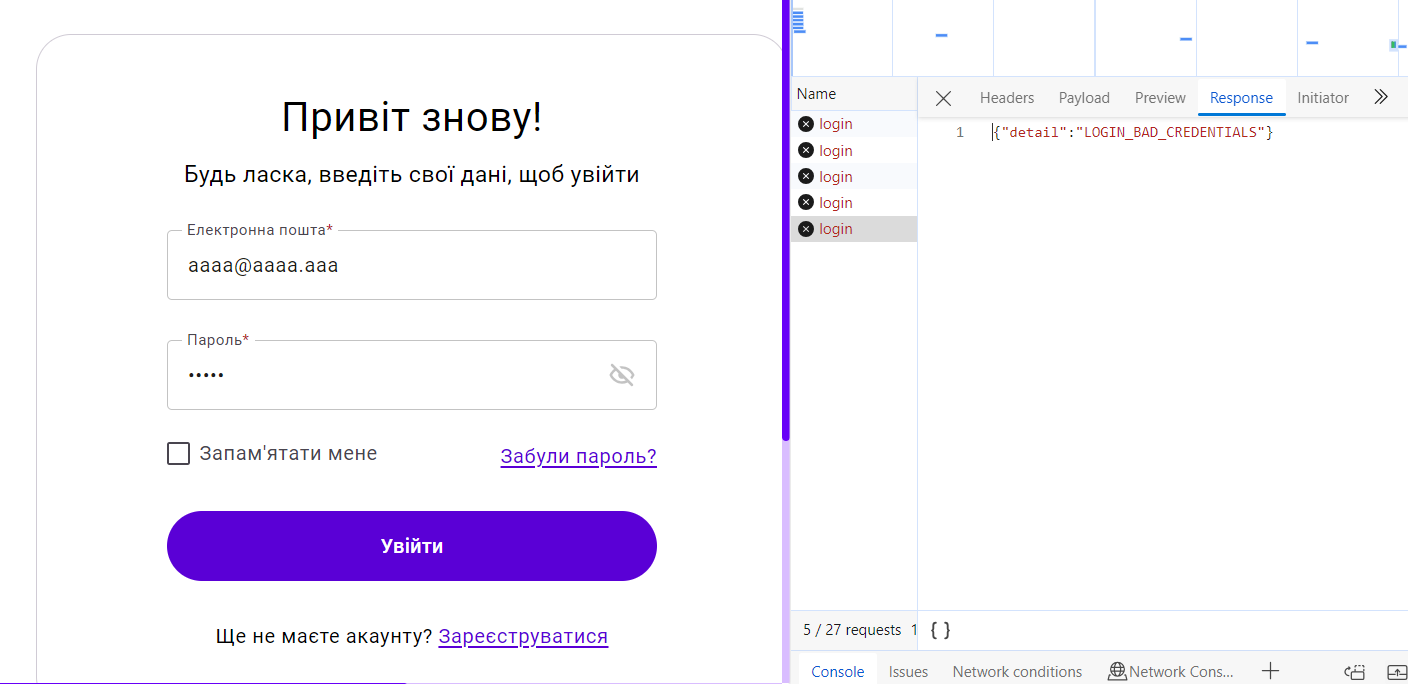 Привіт знову!
Будь ласка, введіть свої дані, щоб увійти
Електронна пошта*
aaaa@aaaa.aaa
Пароль*
•••••
Запам'ятати мене
Забули пароль?
Увійти
Ще не маєте акаунту? Зареєструватися
Name
login
login
login
login
login
5 / 27 requests 1
Headers Payload Preview Response Initiator
1 {"detail":"LOGIN_BAD_CREDENTIALS"}
{ }
Console Issues Network conditions Network Cons...